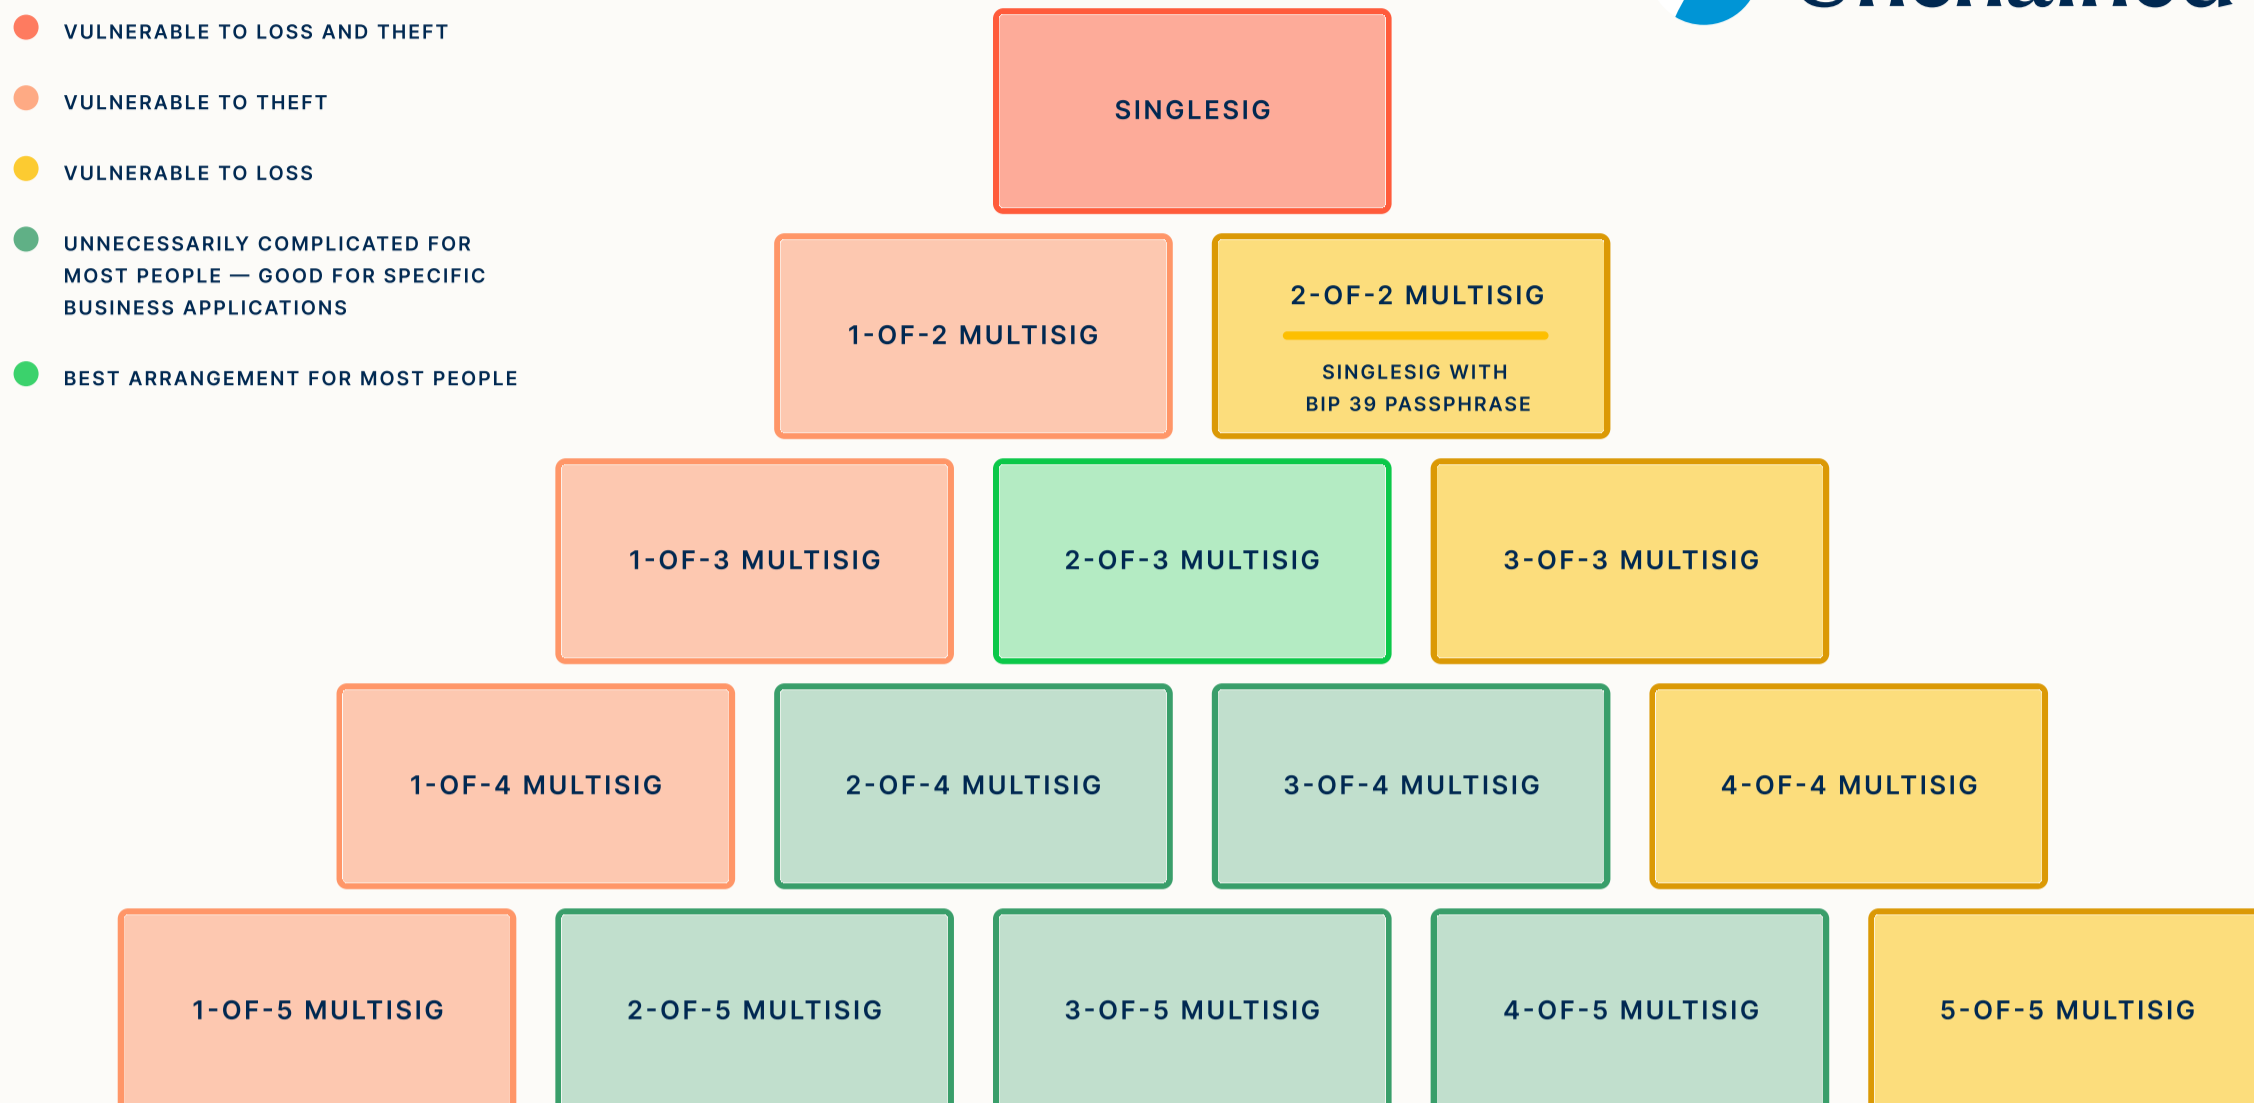 VULNERABLE TO LOSS AND THEFT
VULNERABLE TO THEFT
VULNERABLE TO LOSS
UNNECESSARILY COMPLICATED FOR
MOST PEOPLE — GOOD FOR SPECIFIC
BUSINESS APPLICATIONS
BEST ARRANGEMENT FOR MOST PEOPLE
SINGLESIG
1-OF-2 MULTISIG
2-OF-2 MULTISIG
SINGLESIG WITH
BIP 39 PASSPHRASE
1-OF-3 MULTISIG
2-OF-3 MULTISIG
3-OF-3 MULTISIG
1-OF-4 MULTISIG
2-OF-4 MULTISIG
3-OF-4 MULTISIG
4-OF-4 MULTISIG
1-OF-5 MULTISIG
2-OF-5 MULTISIG
3-OF-5 MULTISIG
4-OF-5 MULTISIG
5-OF-5 MULTISIG